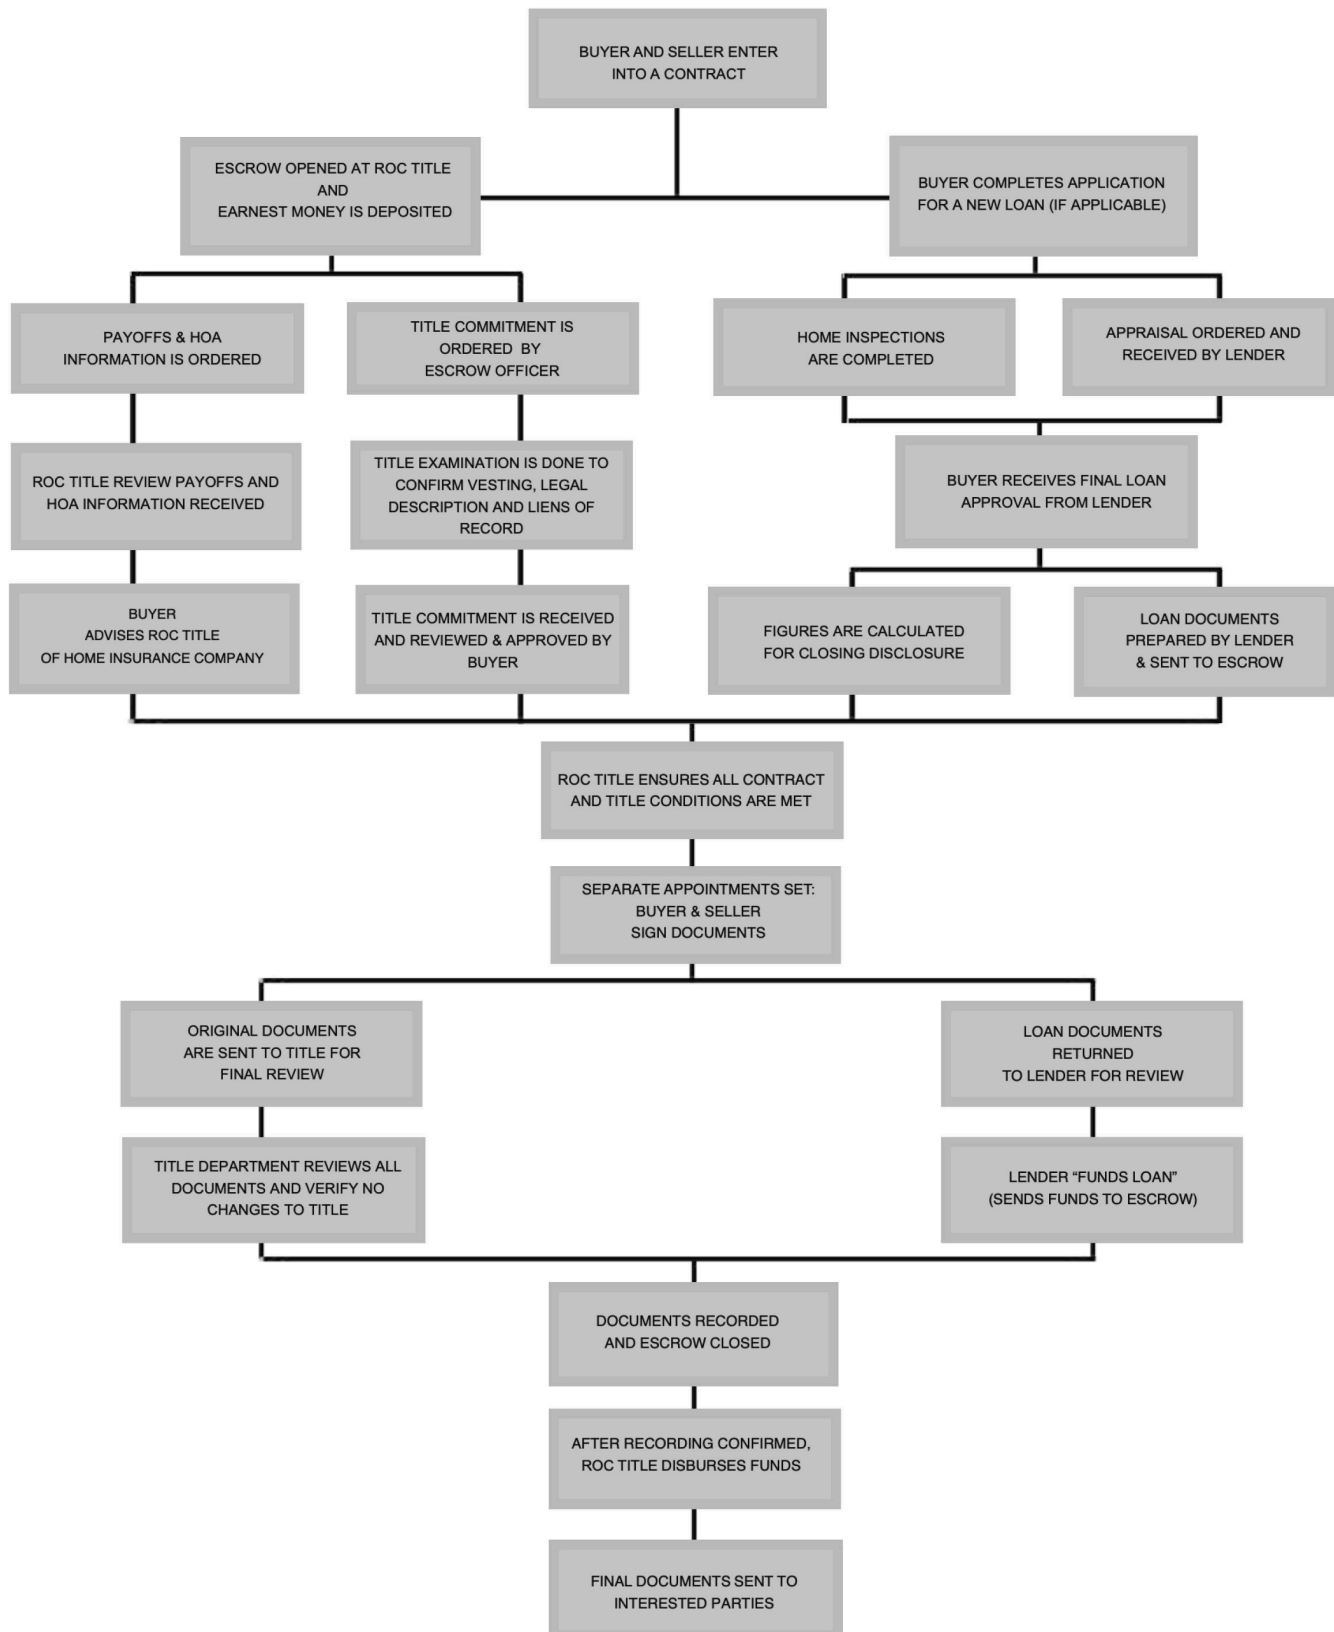 BUYER AND SELLER ENTER
INTO A CONTRACT
ESCROW OPENED AT ROC TITLE
AND
EARNEST MONEY IS DEPOSITED
BUYER COMPLETES APPLICATION
FOR A NEW LOAN (IF APPLICABLE)
PAYOFFS & HOA
INFORMATION IS ORDERED
TITLE COMMITMENT IS
ORDERED BY
ESCROW OFFICER
HOME INSPECTIONS
ARE COMPLETED
APPRAISAL ORDERED AND
RECEIVED BY LENDER
ROC TITLE REVIEW PAYOFFS AND
HOA INFORMATION RECEIVED
TITLE EXAMINATION IS DONE TO
CONFIRM VESTING, LEGAL
DESCRIPTION AND LIENS OF
RECORD
BUYER RECEIVES FINAL LOAN
APPROVAL FROM LENDER
BUYER
ADVISES ROC TITLE
OF HOME INSURANCE COMPANY
TITLE COMMITMENT IS RECEIVED
AND REVIEWED & APPROVED BY
BUYER
FIGURES ARE CALCULATED
FOR CLOSING DISCLOSURE
LOAN DOCUMENTS
PREPARED BY LENDER
& SENT TO ESCROW
ROC TITLE ENSURES ALL CONTRACT
AND TITLE CONDITIONS ARE MET
SEPARATE APPOINTMENTS SET:
BUYER & SELLER
SIGN DOCUMENTS
ORIGINAL DOCUMENTS
ARE SENT TO TITLE FOR
FINAL REVIEW
LOAN DOCUMENTS
RETURNED
TO LENDER FOR REVIEW
TITLE DEPARTMENT REVIEWS ALL
DOCUMENTS AND VERIFY NO
CHANGES TO TITLE
LENDER “FUNDS LOAN”
(SENDS FUNDS TO ESCROW)
DOCUMENTS RECORDED
AND ESCROW CLOSED
AFTER RECORDING CONFIRMED,
ROC TITLE DISBURSES FUNDS
FINAL DOCUMENTS SENT TO
INTERESTED PARTIES